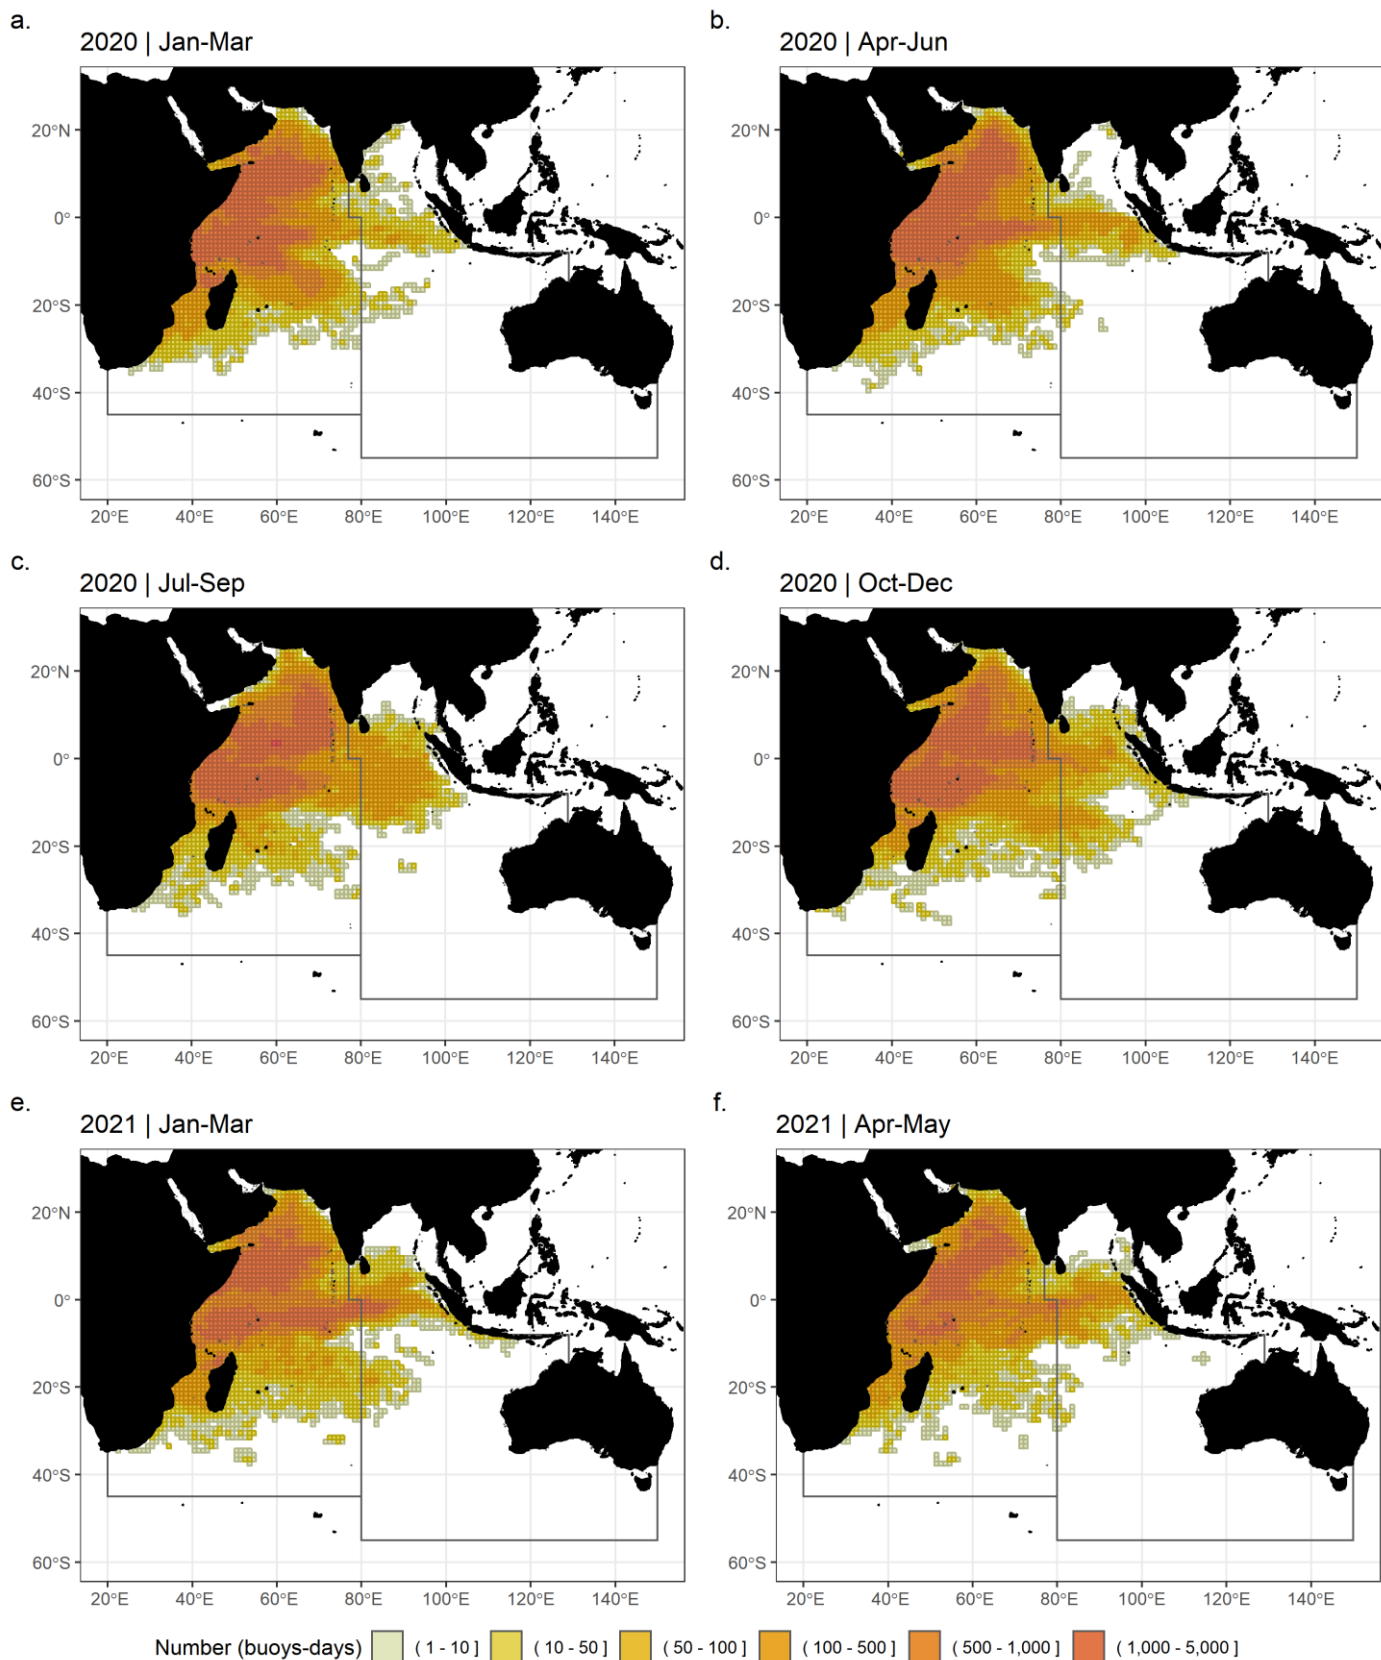 a.
2020 | Jan-Mar
b.
2020 | Apr-Jun
20°N
0°
20°S
40°S
60°S
20°E 40°E 60°E 80°E 100°E 120°E 140°E
20°N
0°
20°S
40°S
60°S
20°E 40°E 60°E 80°E 100°E 120°E 140°E
c.
2020 | Jul-Sep
d.
2020 | Oct-Dec
20°N
0°
20°S
40°S
60°S
20°E 40°E 60°E 80°E 100°E 120°E 140°E
20°N
0°
20°S
40°S
60°S
20°E 40°E 60°E 80°E 100°E 120°E 140°E
e.
2021 | Jan-Mar
f.
2021 | Apr-May
20°N
0°
20°S
40°S
60°S
20°E 40°E 60°E 80°E 100°E 120°E 140°E
20°N
0°
20°S
40°S
60°S
20°E 40°E 60°E 80°E 100°E 120°E 140°E
Number (buoys-days) ( 1 - 10 ] ( 10 - 50 ] ( 50 - 100 ] ( 100 - 500 ] ( 500 - 1,000 ] ( 1,000 - 5,000 ]